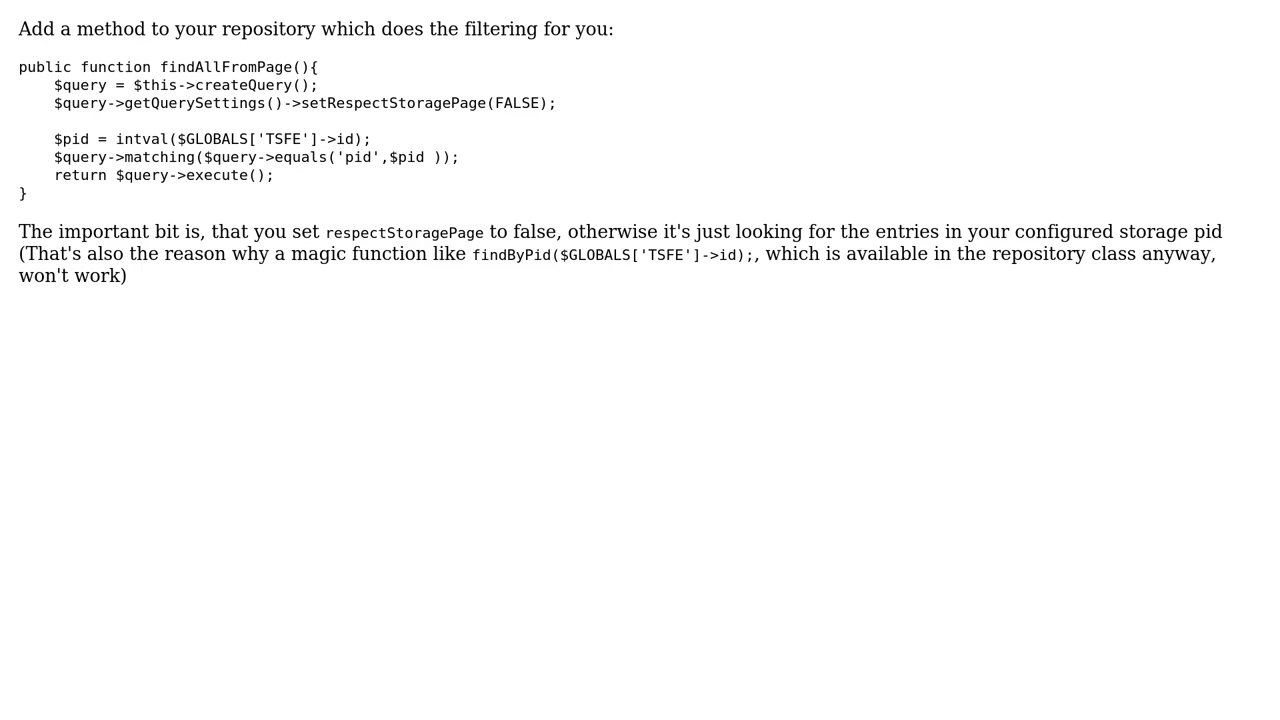 Add a method to your repository which does the filtering for you:
public function findAllFromPage(){
    $query = $this->createQuery();
    $query->getQuerySettings()->setRespectStoragePage(FALSE);

    $pid = intval($GLOBALS['TSFE']->id);
    $query->matching($query->equals('pid',$pid ));
    return $query->execute();
}
The important bit is, that you set respectStoragePage to false, otherwise it's just looking for the entries in your configured storage pid
(That's also the reason why a magic function like findByPid($GLOBALS['TSFE']->id);, which is available in the repository class anyway,
won't work)